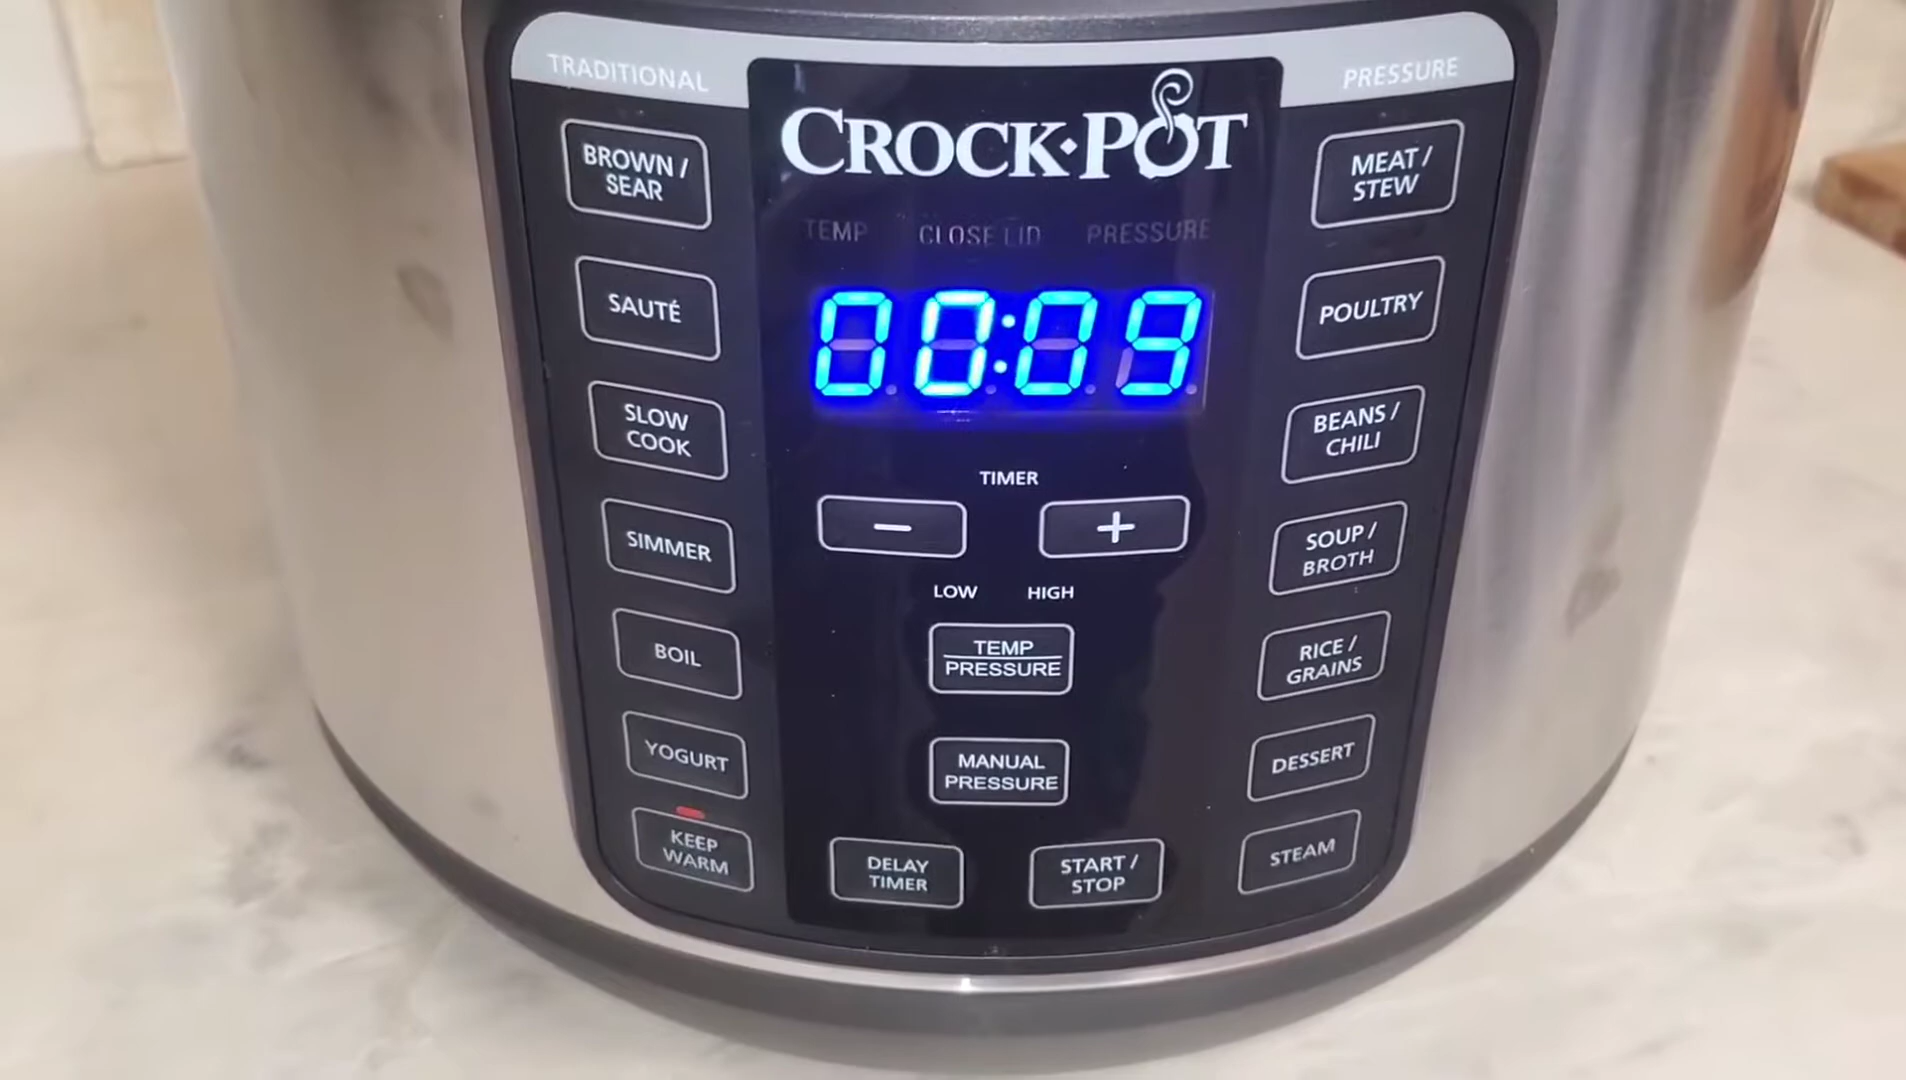 TRADITIONAL
PRESSURE
CROCK·POT
BROWN /
SEAR
MEAT /
STEW
TEMP CLOSE LID PRESSURE
SAUTÉ
00:09
POULTRY
SLOW
COOK
BEANS /
CHILI
TIMER
− +
SIMMER
SOUP /
BROTH
LOW HIGH
BOIL
TEMP
PRESSURE
RICE /
GRAINS
YOGURT
MANUAL
PRESSURE
DESSERT
KEEP
WARM
DELAY
TIMER
START /
STOP
STEAM